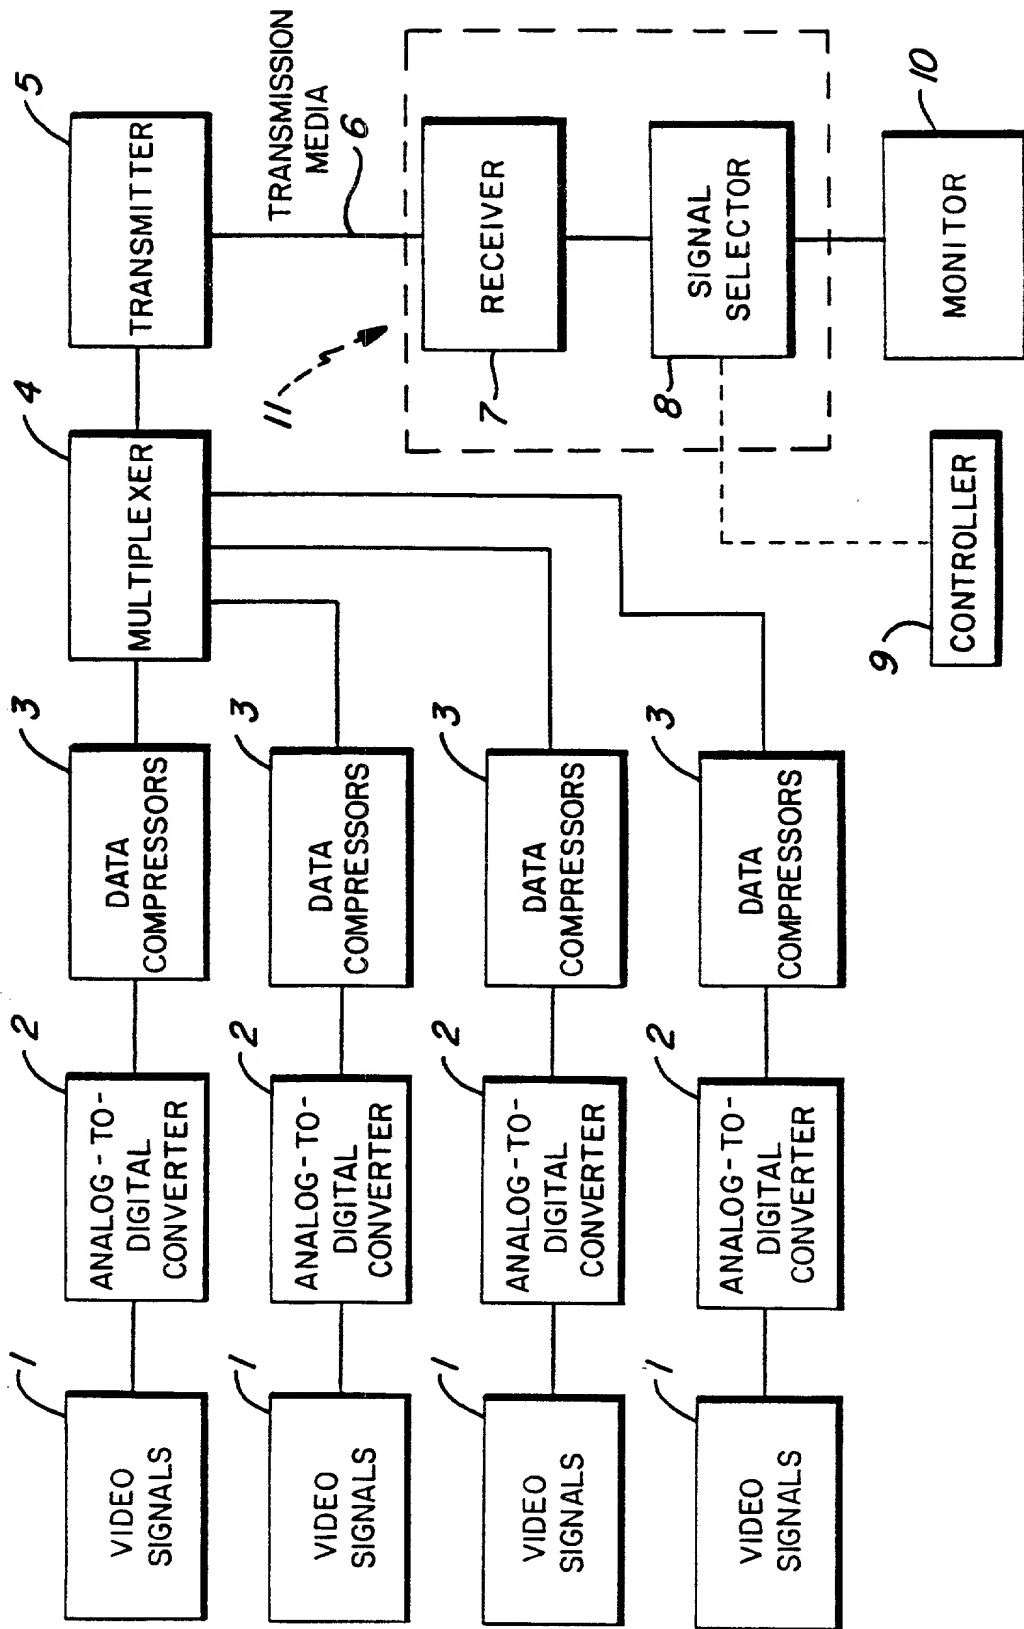 1
VIDEO
SIGNALS
2
ANALOG-TO-
DIGITAL
CONVERTER
3
DATA
COMPRESSORS
4
MULTIPLEXER
5
TRANSMITTER
1
VIDEO
SIGNALS
2
ANALOG-TO-
DIGITAL
CONVERTER
3
DATA
COMPRESSORS
TRANSMISSION
MEDIA
6
1
VIDEO
SIGNALS
2
ANALOG-TO-
DIGITAL
CONVERTER
3
DATA
COMPRESSORS
11
7
RECEIVER
1
VIDEO
SIGNALS
2
ANALOG-TO-
DIGITAL
CONVERTER
3
DATA
COMPRESSORS
8
SIGNAL
SELECTOR
9
CONTROLLER
10
MONITOR